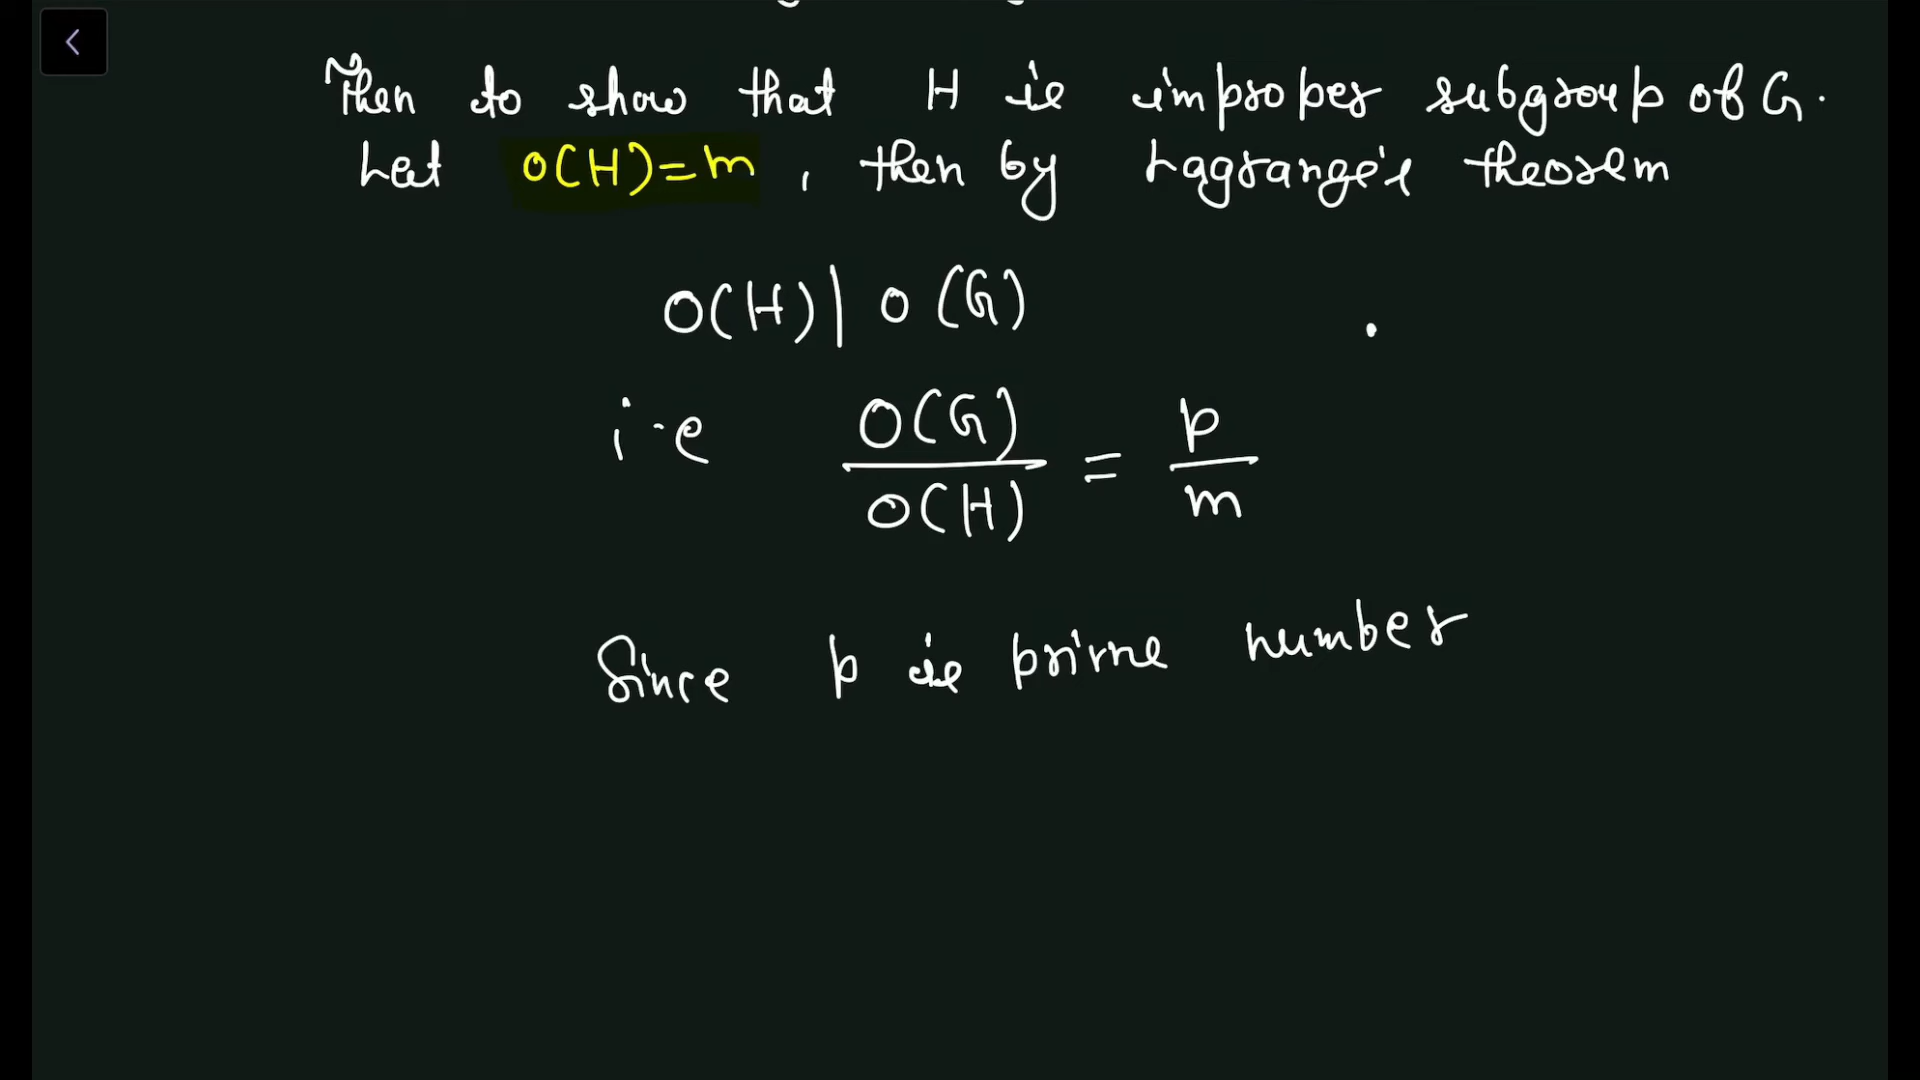 Then to show that H is improper subgroup of G.
Let O(H)=m , then by Lagrange's theorem
O(H)| O(G)
i.e O(G)/O(H) = p/m
Since p is prime number